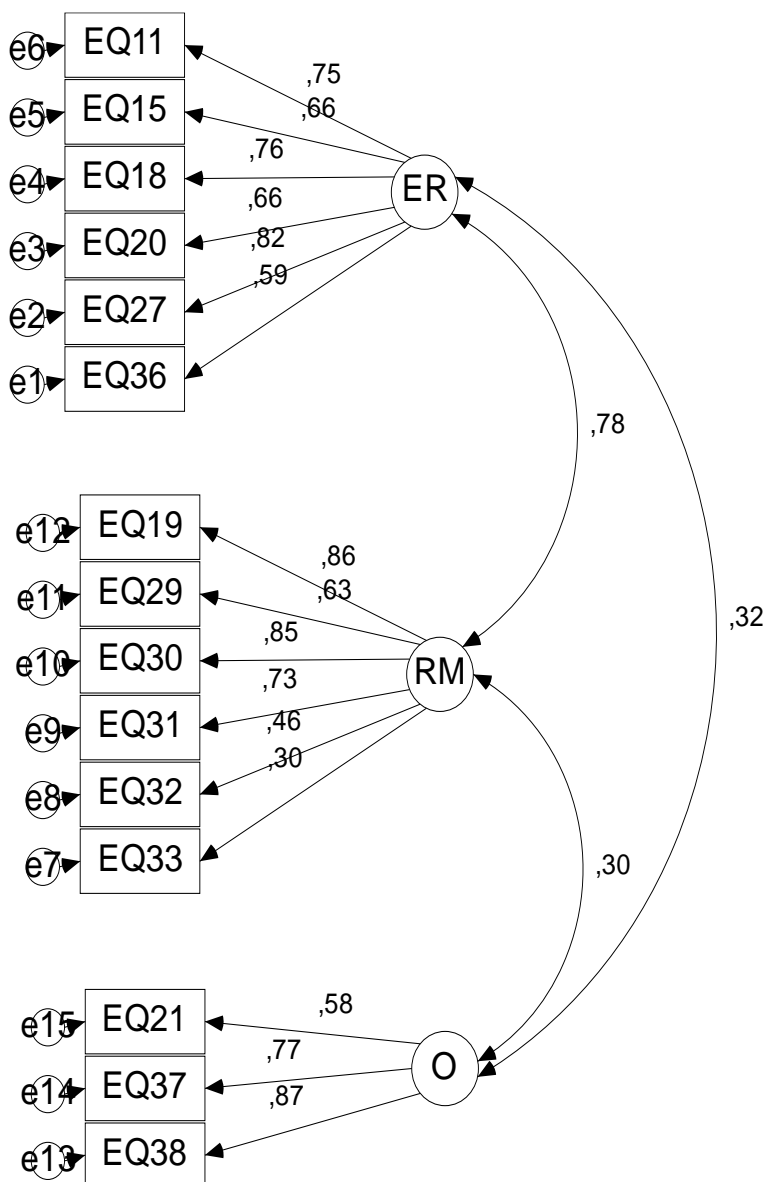 e6 EQ11
,75
e5 EQ15
,66
e4 EQ18
,76
ER
e3 EQ20
,66
e2 EQ27
,82
e1 EQ36
,59
,78
e12 EQ19
,86
e11 EQ29
,63
e10 EQ30
,85
RM
e9 EQ31
,73
e8 EQ32
,46
e7 EQ33
,30
,32
,30
e15 EQ21
,58
e14 EQ37
,77
O
e13 EQ38
,87